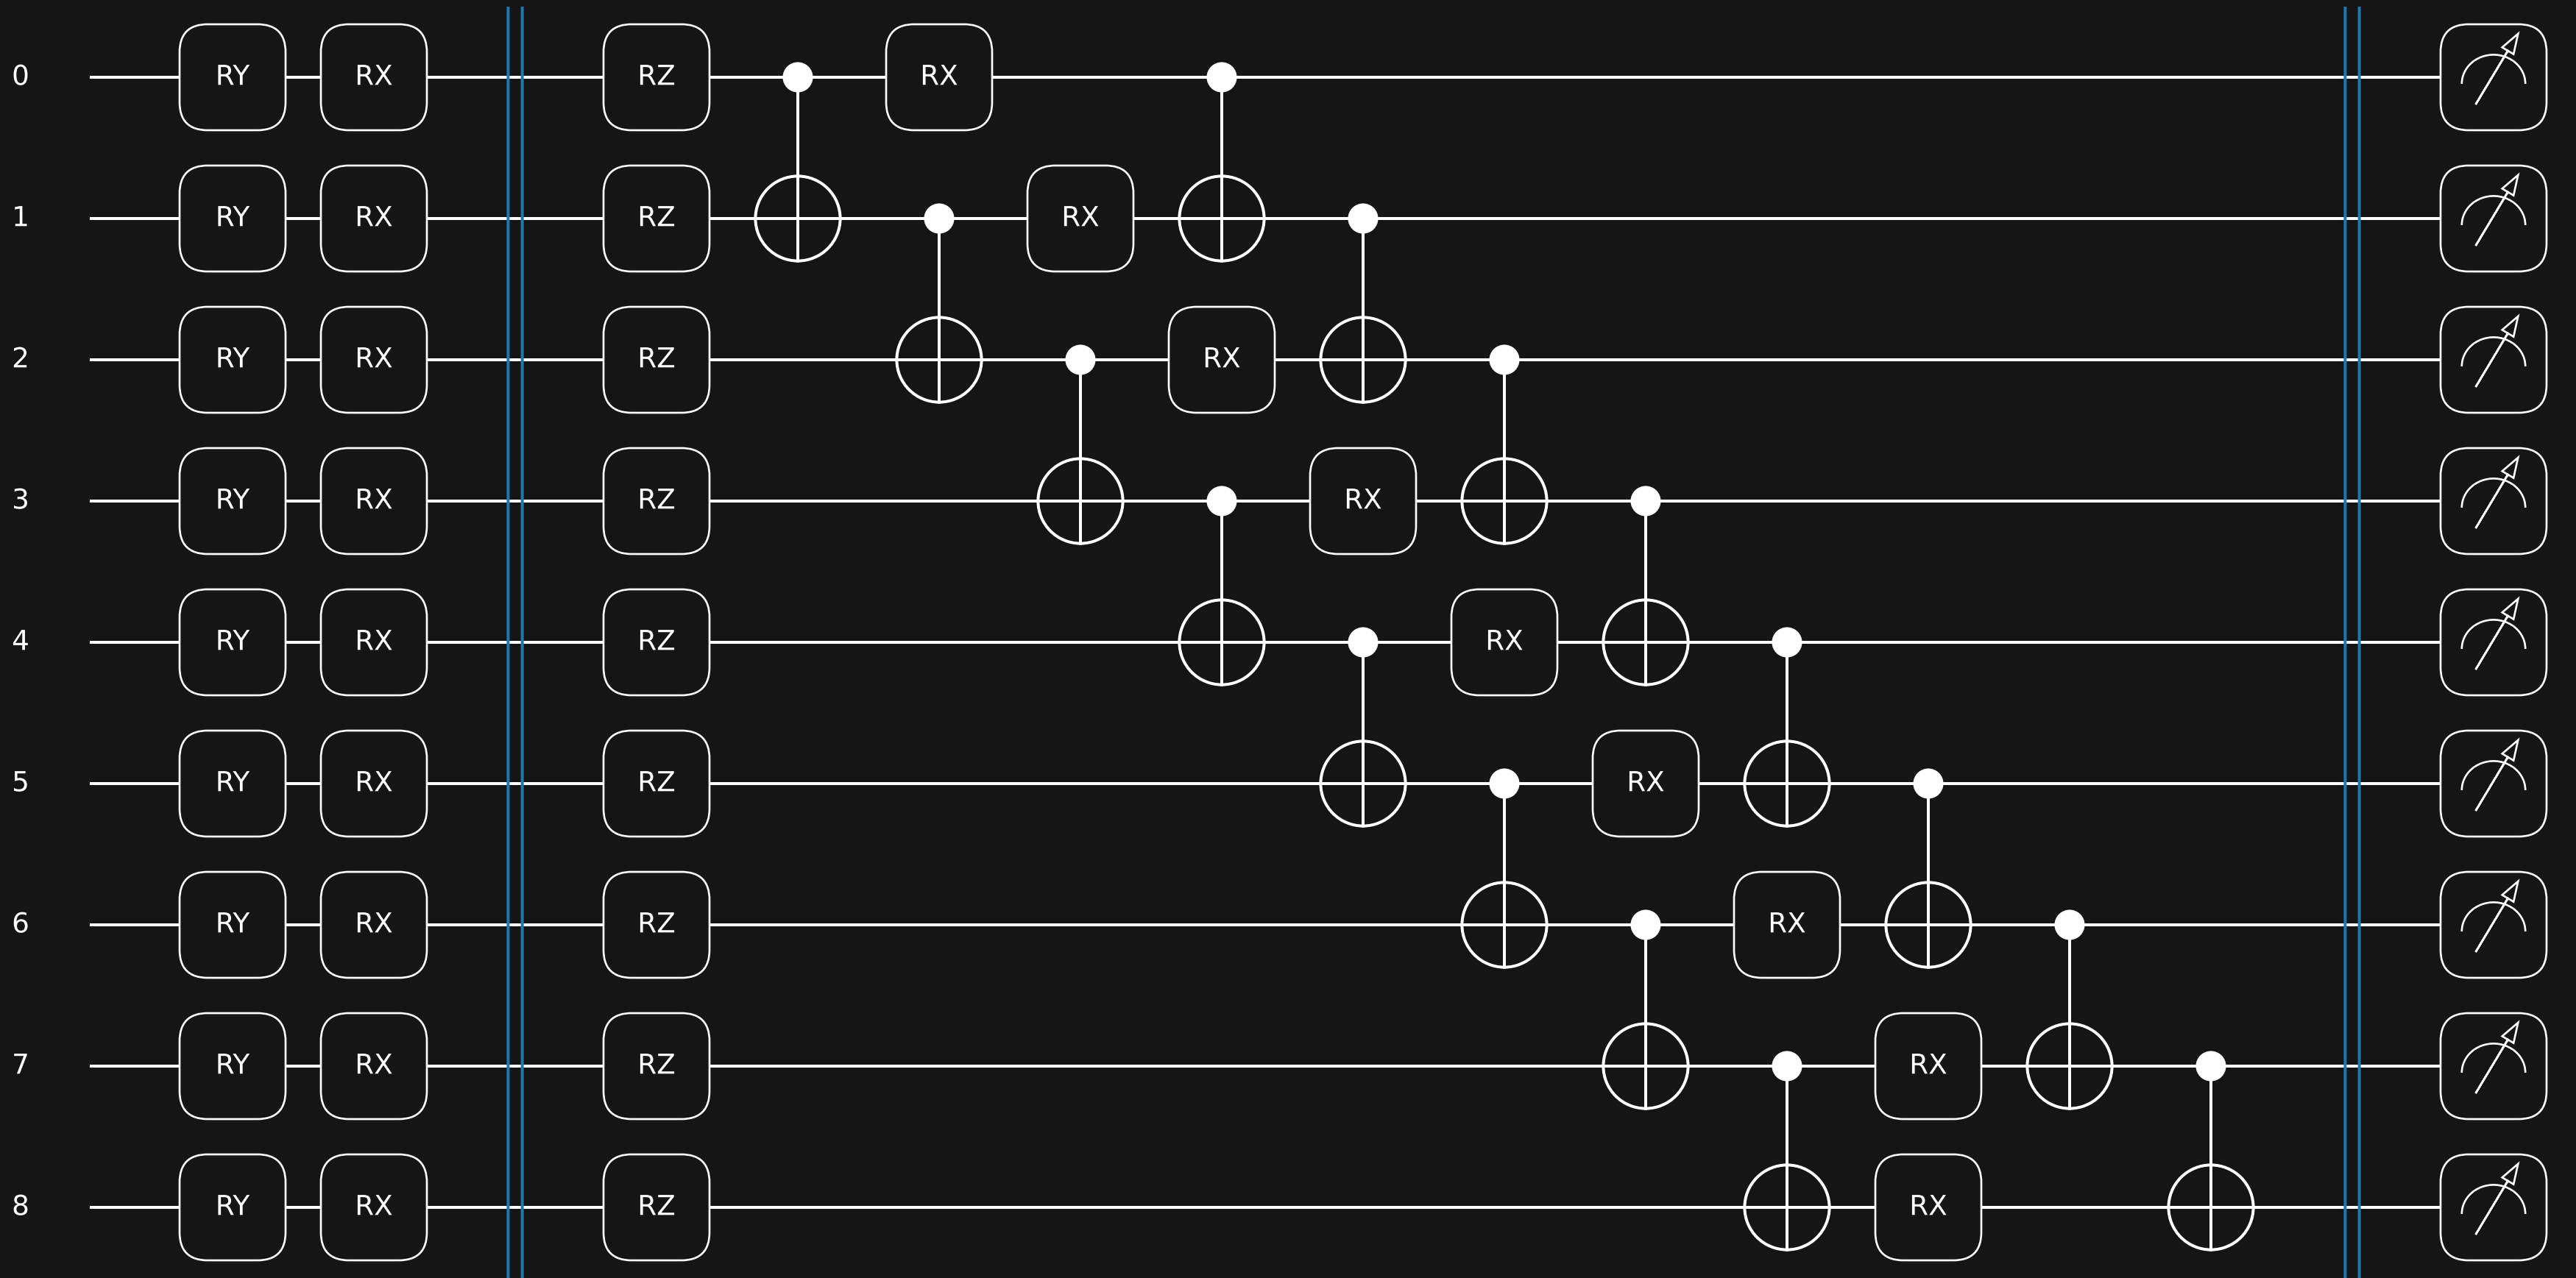 0 RY RX RZ RX
1 RY RX RZ RX
2 RY RX RZ RX
3 RY RX RZ RX
4 RY RX RZ RX
5 RY RX RZ RX
6 RY RX RZ RX
7 RY RX RZ RX
8 RY RX RZ RX